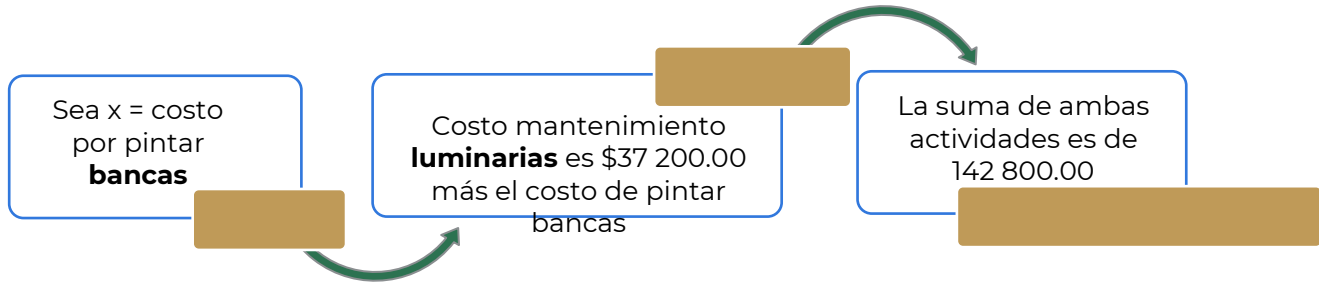 Sea x = costo
por pintar
bancas
Costo mantenimiento
luminarias es $37 200.00
más el costo de pintar
bancas
La suma de ambas
actividades es de
142 800.00